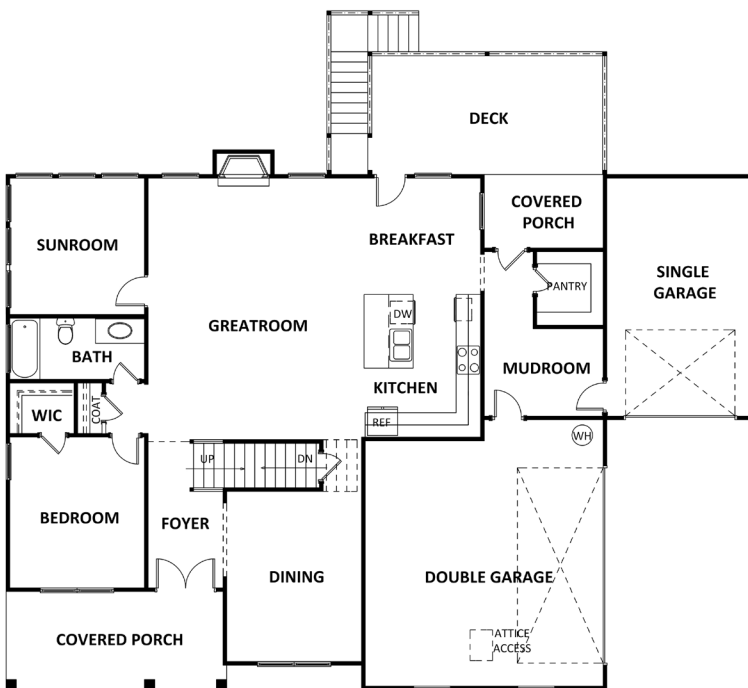 DECK
COVERED
PORCH
SUNROOM
BREAKFAST
SINGLE
GARAGE
PANTRY
GREATROOM
DW
BATH
MUDROOM
KITCHEN
WIC
COAT
REF
WH
UP
DN
BEDROOM
FOYER
DINING
DOUBLE GARAGE
COVERED PORCH
ATTICE
ACCESS